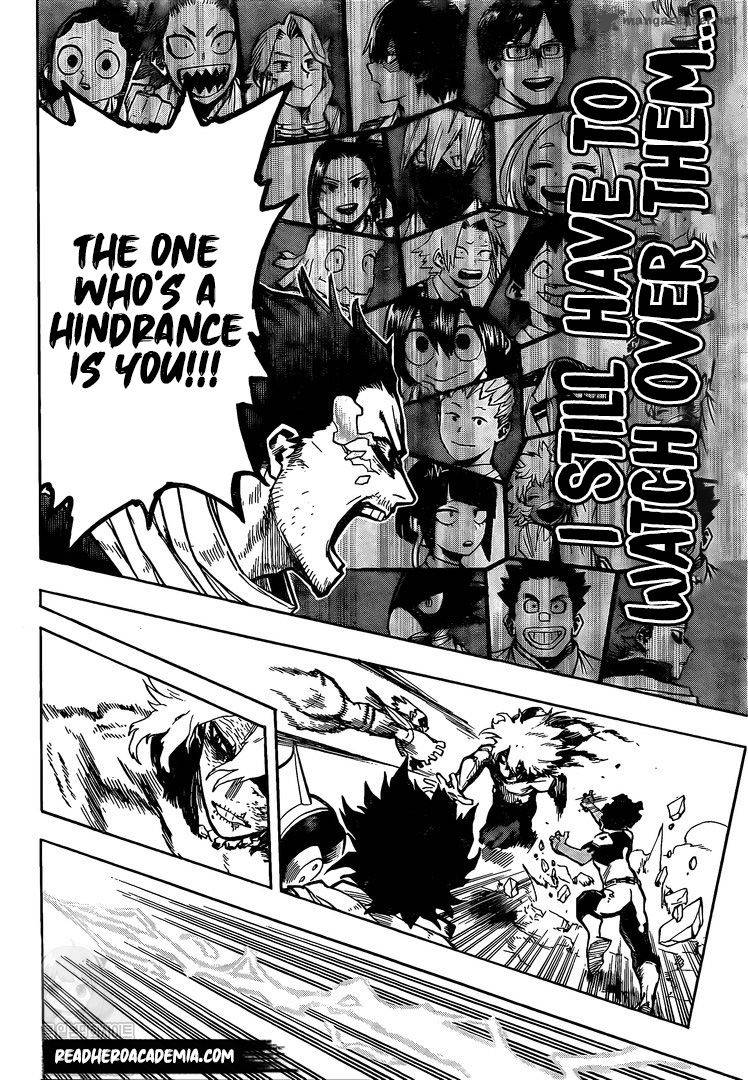 I STILL HAVE TO
WATCH OVER THEM...
THE ONE
WHO'S A
HINDRANCE
IS YOU!!!
READHEROACADEMIA.COM